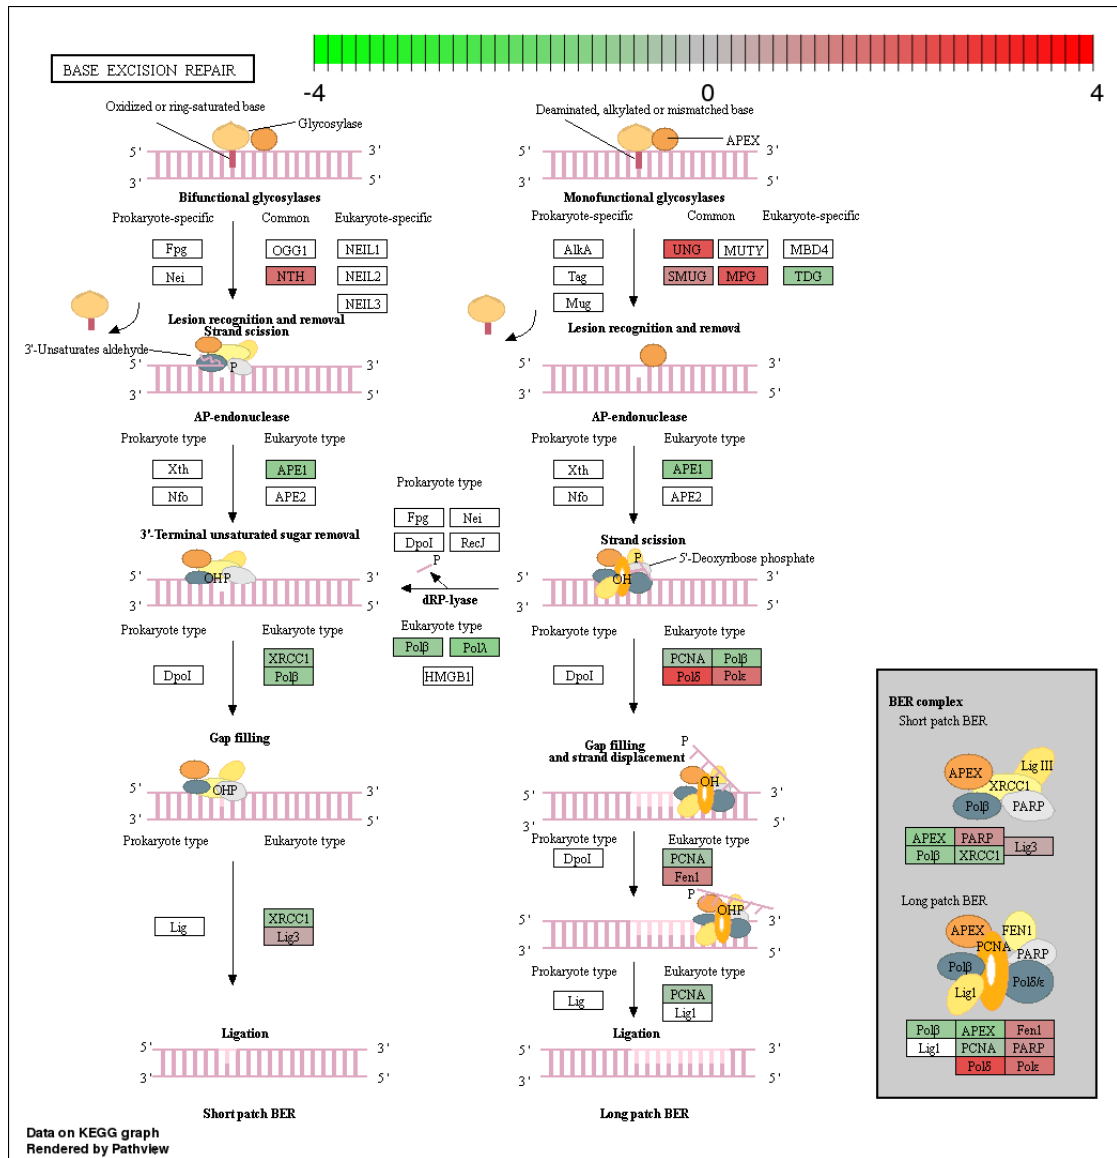 BASE EXCISION REPAIR
-4
0
4
Oxidized or ring-saturated base
Glycosylase
5'
3'
3'
5'
Bifunctional glycosylases
Prokaryote-specific
Common
Eukaryote-specific
Fpg
OGG1
NEIL1
Nei
NTH
NEIL2
NEIL3
Lesion recognition and removal
Strand scission
3'-Unsaturates aldehyde
P
5'
3'
3'
5'
AP-endonuclease
Prokaryote type
Eukaryote type
Xth
APE1
Nfo
APE2
3'-Terminal unsaturated sugar removal
OHP
5'
3'
3'
5'
Prokaryote type
Eukaryote type
XRCC1
DpoI
Polβ
Gap filling
OHP
5'
3'
3'
5'
Prokaryote type
Eukaryote type
XRCC1
Lig
Lig3
Ligation
5'
3'
3'
5'
Short patch BER
Deaminated, alkylated or mismatched base
APEX
5'
3'
3'
5'
Monofunctional glycosylases
Prokaryote-specific
Common
Eukaryote-specific
AlkA
UNG
MUTY
MBD4
Tag
SMUG
MPG
TDG
Mug
Lesion recognition and remova
5'
3'
3'
5'
AP-endonuclease
Prokaryote type
Eukaryote type
Xth
APE1
Nfo
APE2
Prokaryote type
Fpg
Nei
DpoI
RecJ
P
dRP-lyase
Eukaryote type
Polβ
Polλ
HMGB1
Strand scission
P
5'-Deoxyribose phosphate
OH
5'
3'
3'
5'
Prokaryote type
Eukaryote type
PCNA
Polβ
DpoI
Polδ
Polε
Gap filling
and strand displacement
P
OH
5'
3'
3'
5'
Prokaryote type
Eukaryote type
DpoI
PCNA
Fen1
P
OHP
5'
3'
3'
5'
Prokaryote type
Eukaryote type
PCNA
Lig
Lig1
Ligation
5'
3'
3'
5'
Long patch BER
BER complex
Short patch BER
Lig III
APEX
XRCC1
Polβ
PARP
APEX
PARP
Lig3
Polβ
XRCC1
Long patch BER
APEX
FEN1
PCNA
PARP
Polβ
Polδ/ε
Lig1
Polβ
APEX
Fen1
Lig1
PCNA
PARP
Polδ
Polε
Data on KEGG graph
Rendered by Pathview